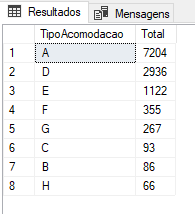 Resultados Mensagens
TipoAcomodacao Total
1 A 7204
2 D 2936
3 E 1122
4 F 355
5 G 267
6 C 93
7 B 86
8 H 66